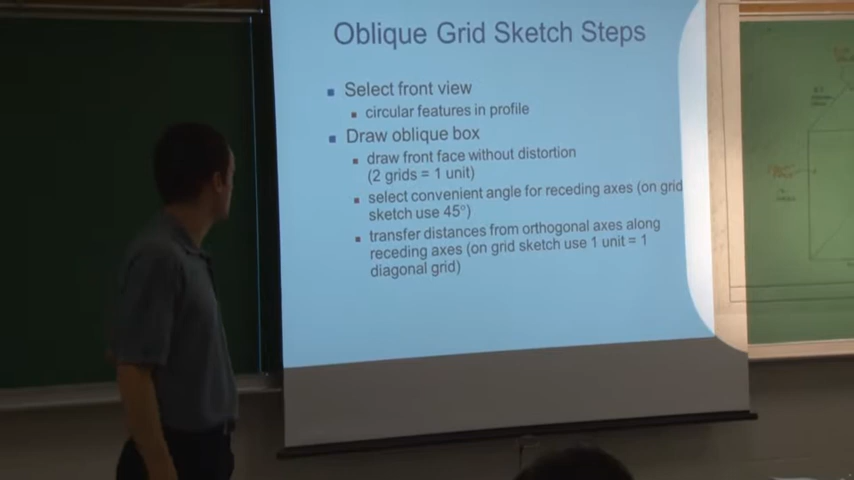 Oblique Grid Sketch Steps
Select front view
circular features in profile
Draw oblique box
draw front face without distortion
(2 grids = 1 unit)
select convenient angle for receding axes (on grid
sketch use 45°)
transfer distances from orthogonal axes along
receding axes (on grid sketch use 1 unit = 1
diagonal grid)